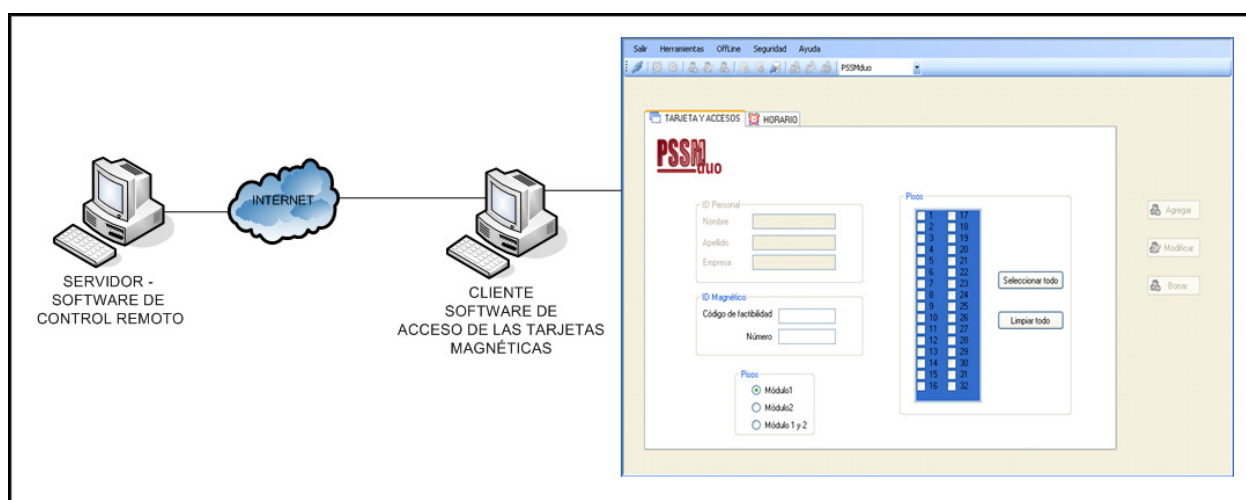 SERVIDOR -
SOFTWARE DE
CONTROL REMOTO
INTERNET
CLIENTE
SOFTWARE DE
ACCESO DE LAS TARJETAS
MAGNÉTICAS
Salir Herramientas OffLine Seguridad Ayuda
PSSMduo
TARJETA Y ACCESOS HORARIO
PSSM
duo
ID Personal
Nombre
Apellido
Empresa
ID Magnético
Código de factibilidad
Número
Pisos
Módulo1
Módulo2
Módulo 1 y 2
Pisos
1 17
2 18
3 19
4 20
5 21
6 22
7 23
8 24
9 25
10 26
11 27
12 28
13 29
14 30
15 31
16 32
Seleccionar todo
Limpiar todo
Agregar
Modificar
Borrar